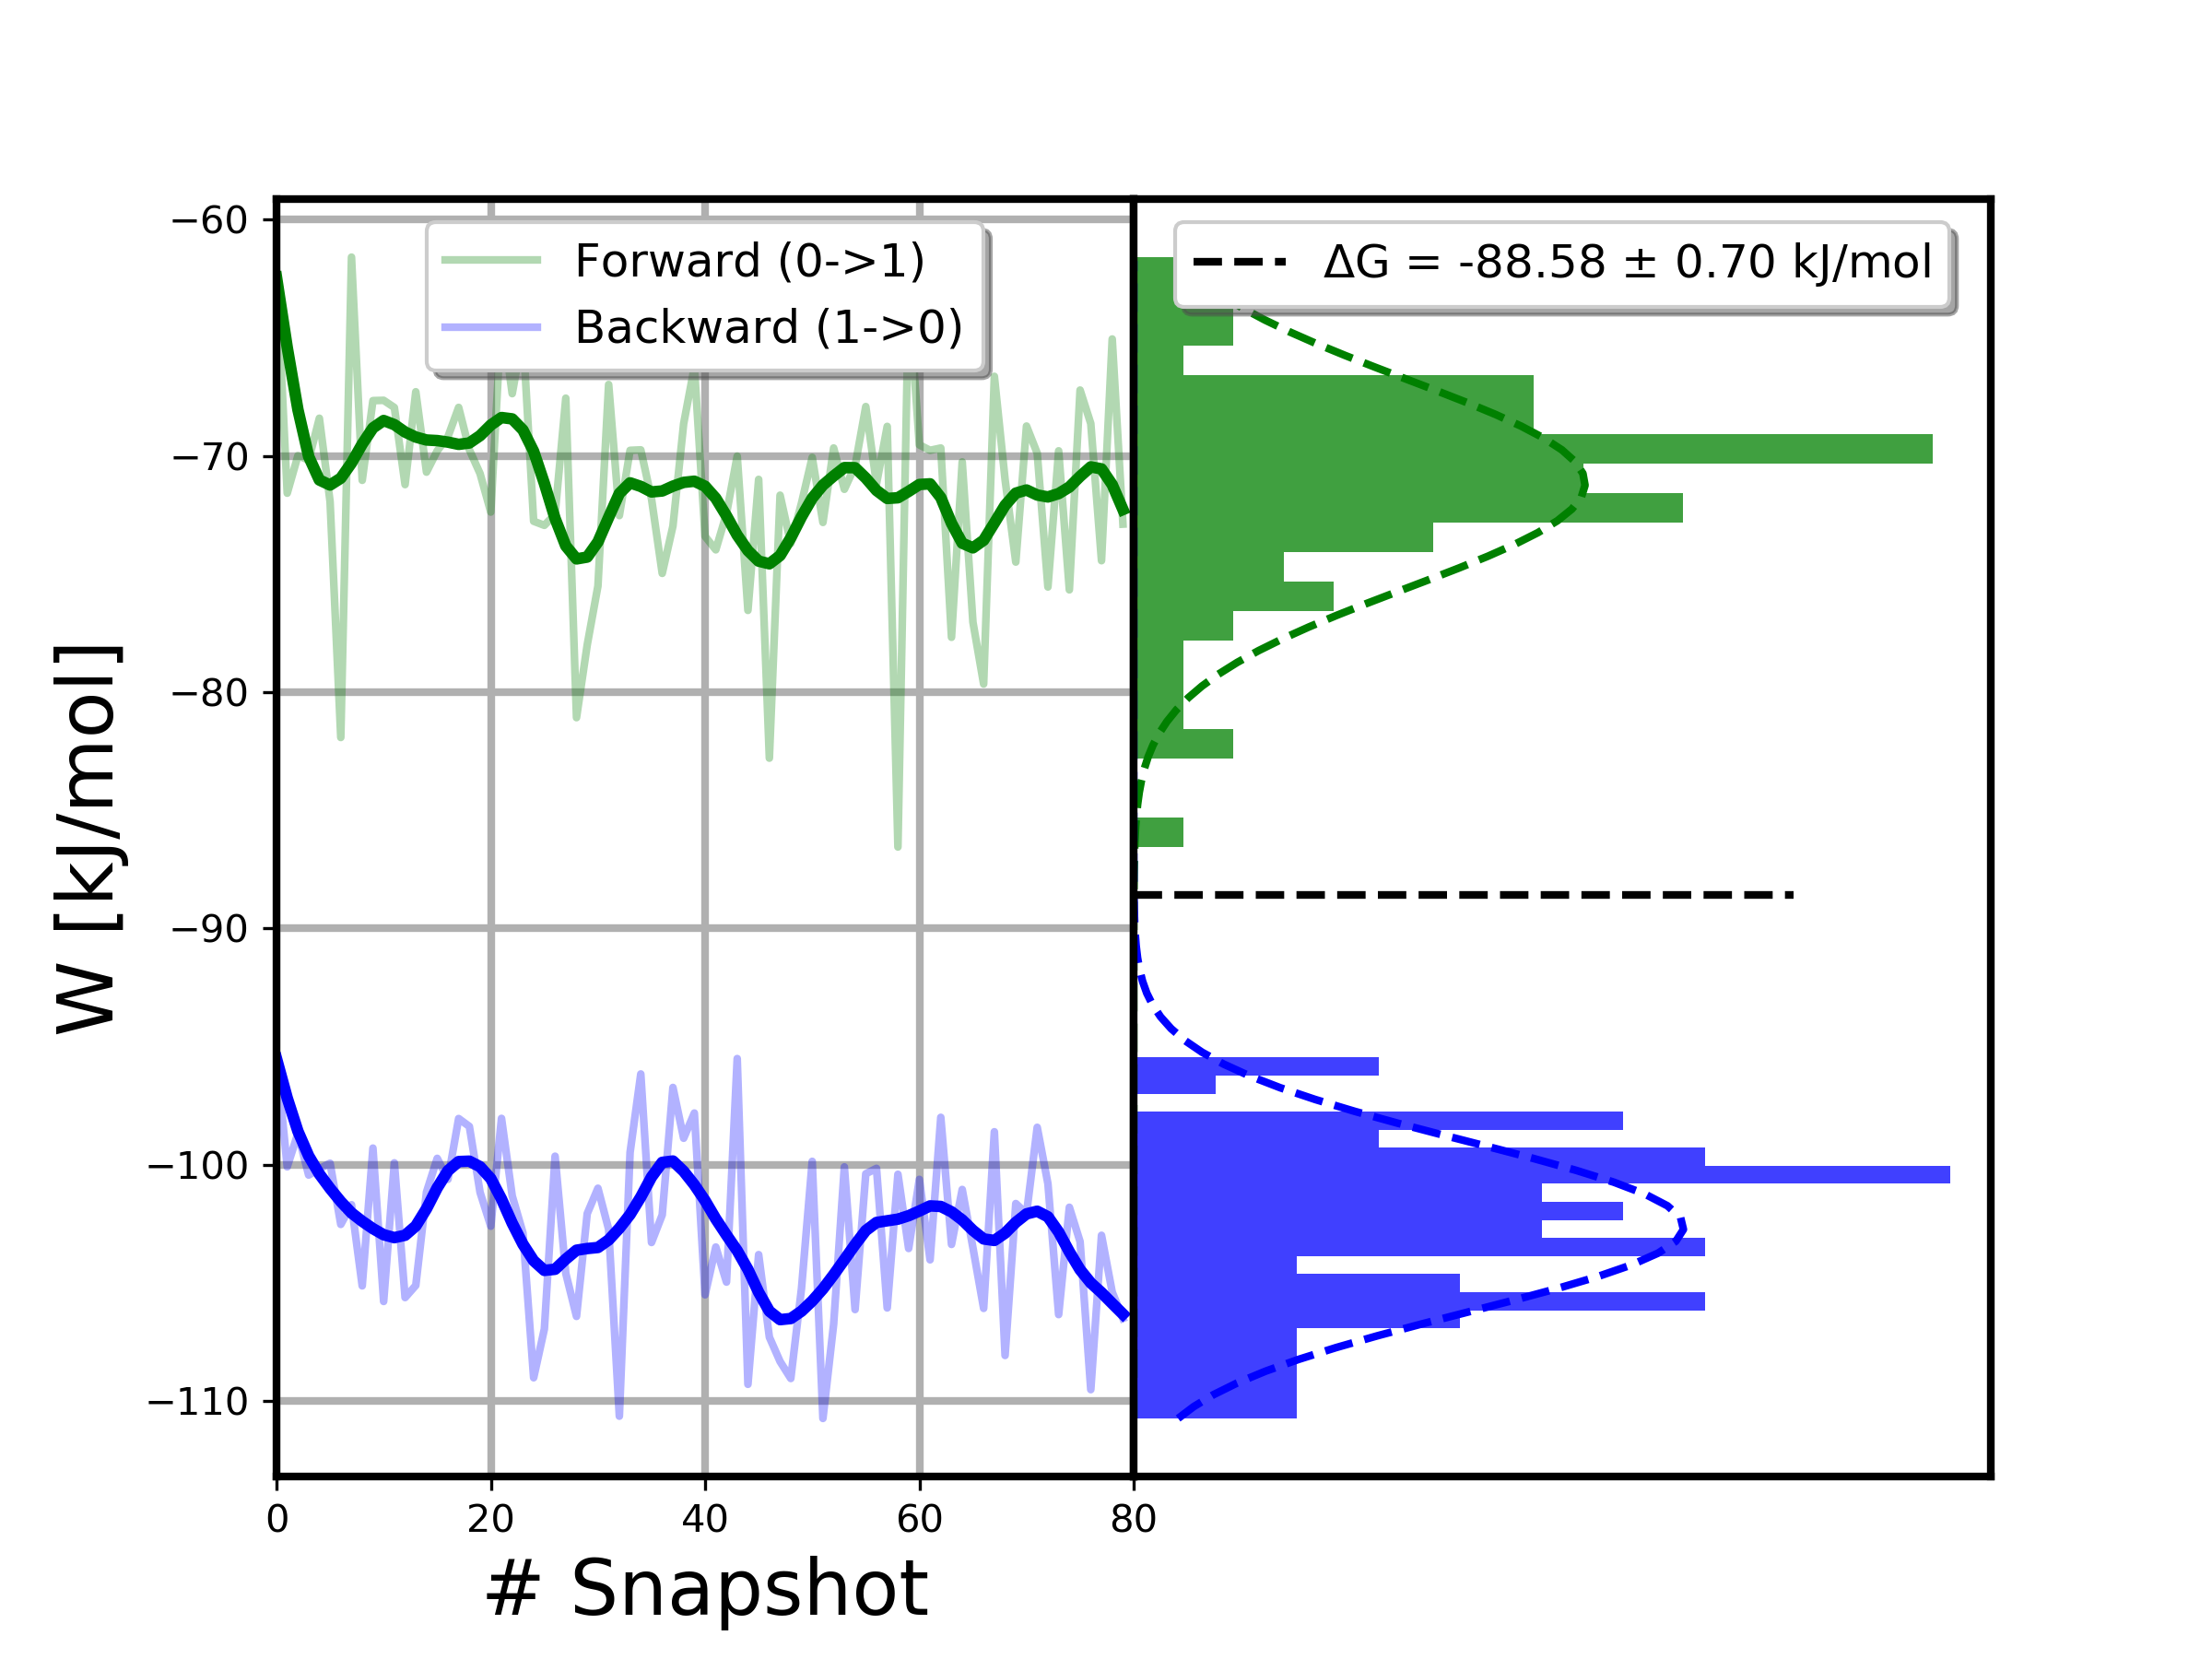 Forward (0->1)
Backward (1->0)
ΔG = -88.58 ± 0.70 kJ/mol
−60
−70
−80
−90
−100
−110
W [kJ/mol]
0 20 40 60 80
# Snapshot